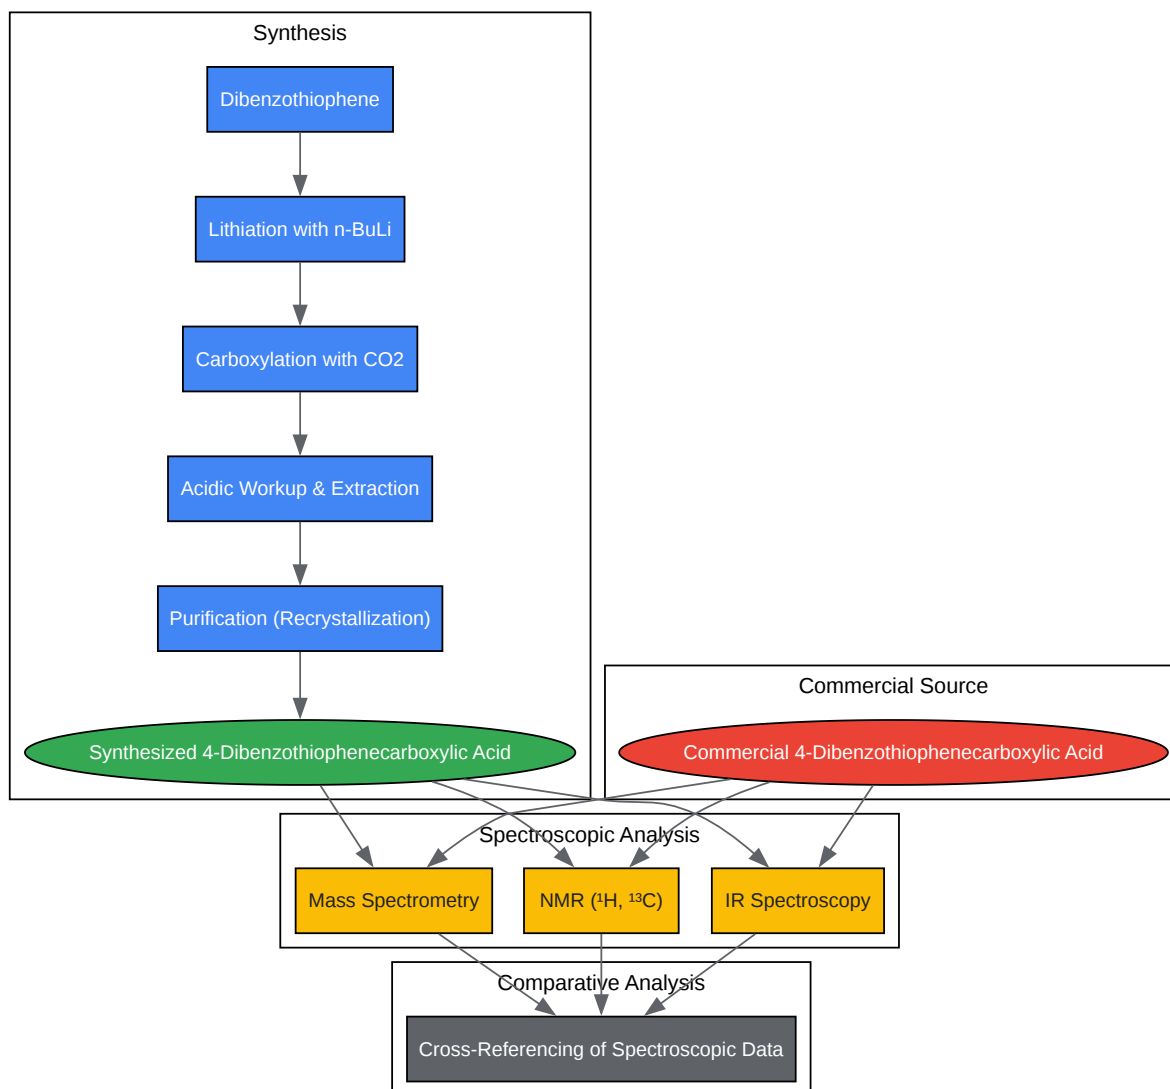 Synthesis
Dibenzothiophene
Lithiation with n-BuLi
Carboxylation with CO2
Acidic Workup & Extraction
Purification (Recrystallization)
Commercial Source
Synthesized 4-Dibenzothiophenecarboxylic Acid
Commercial 4-Dibenzothiophenecarboxylic Acid
Spectroscopic Analysis
Mass Spectrometry
NMR (¹H, ¹³C)
IR Spectroscopy
Comparative Analysis
Cross-Referencing of Spectroscopic Data